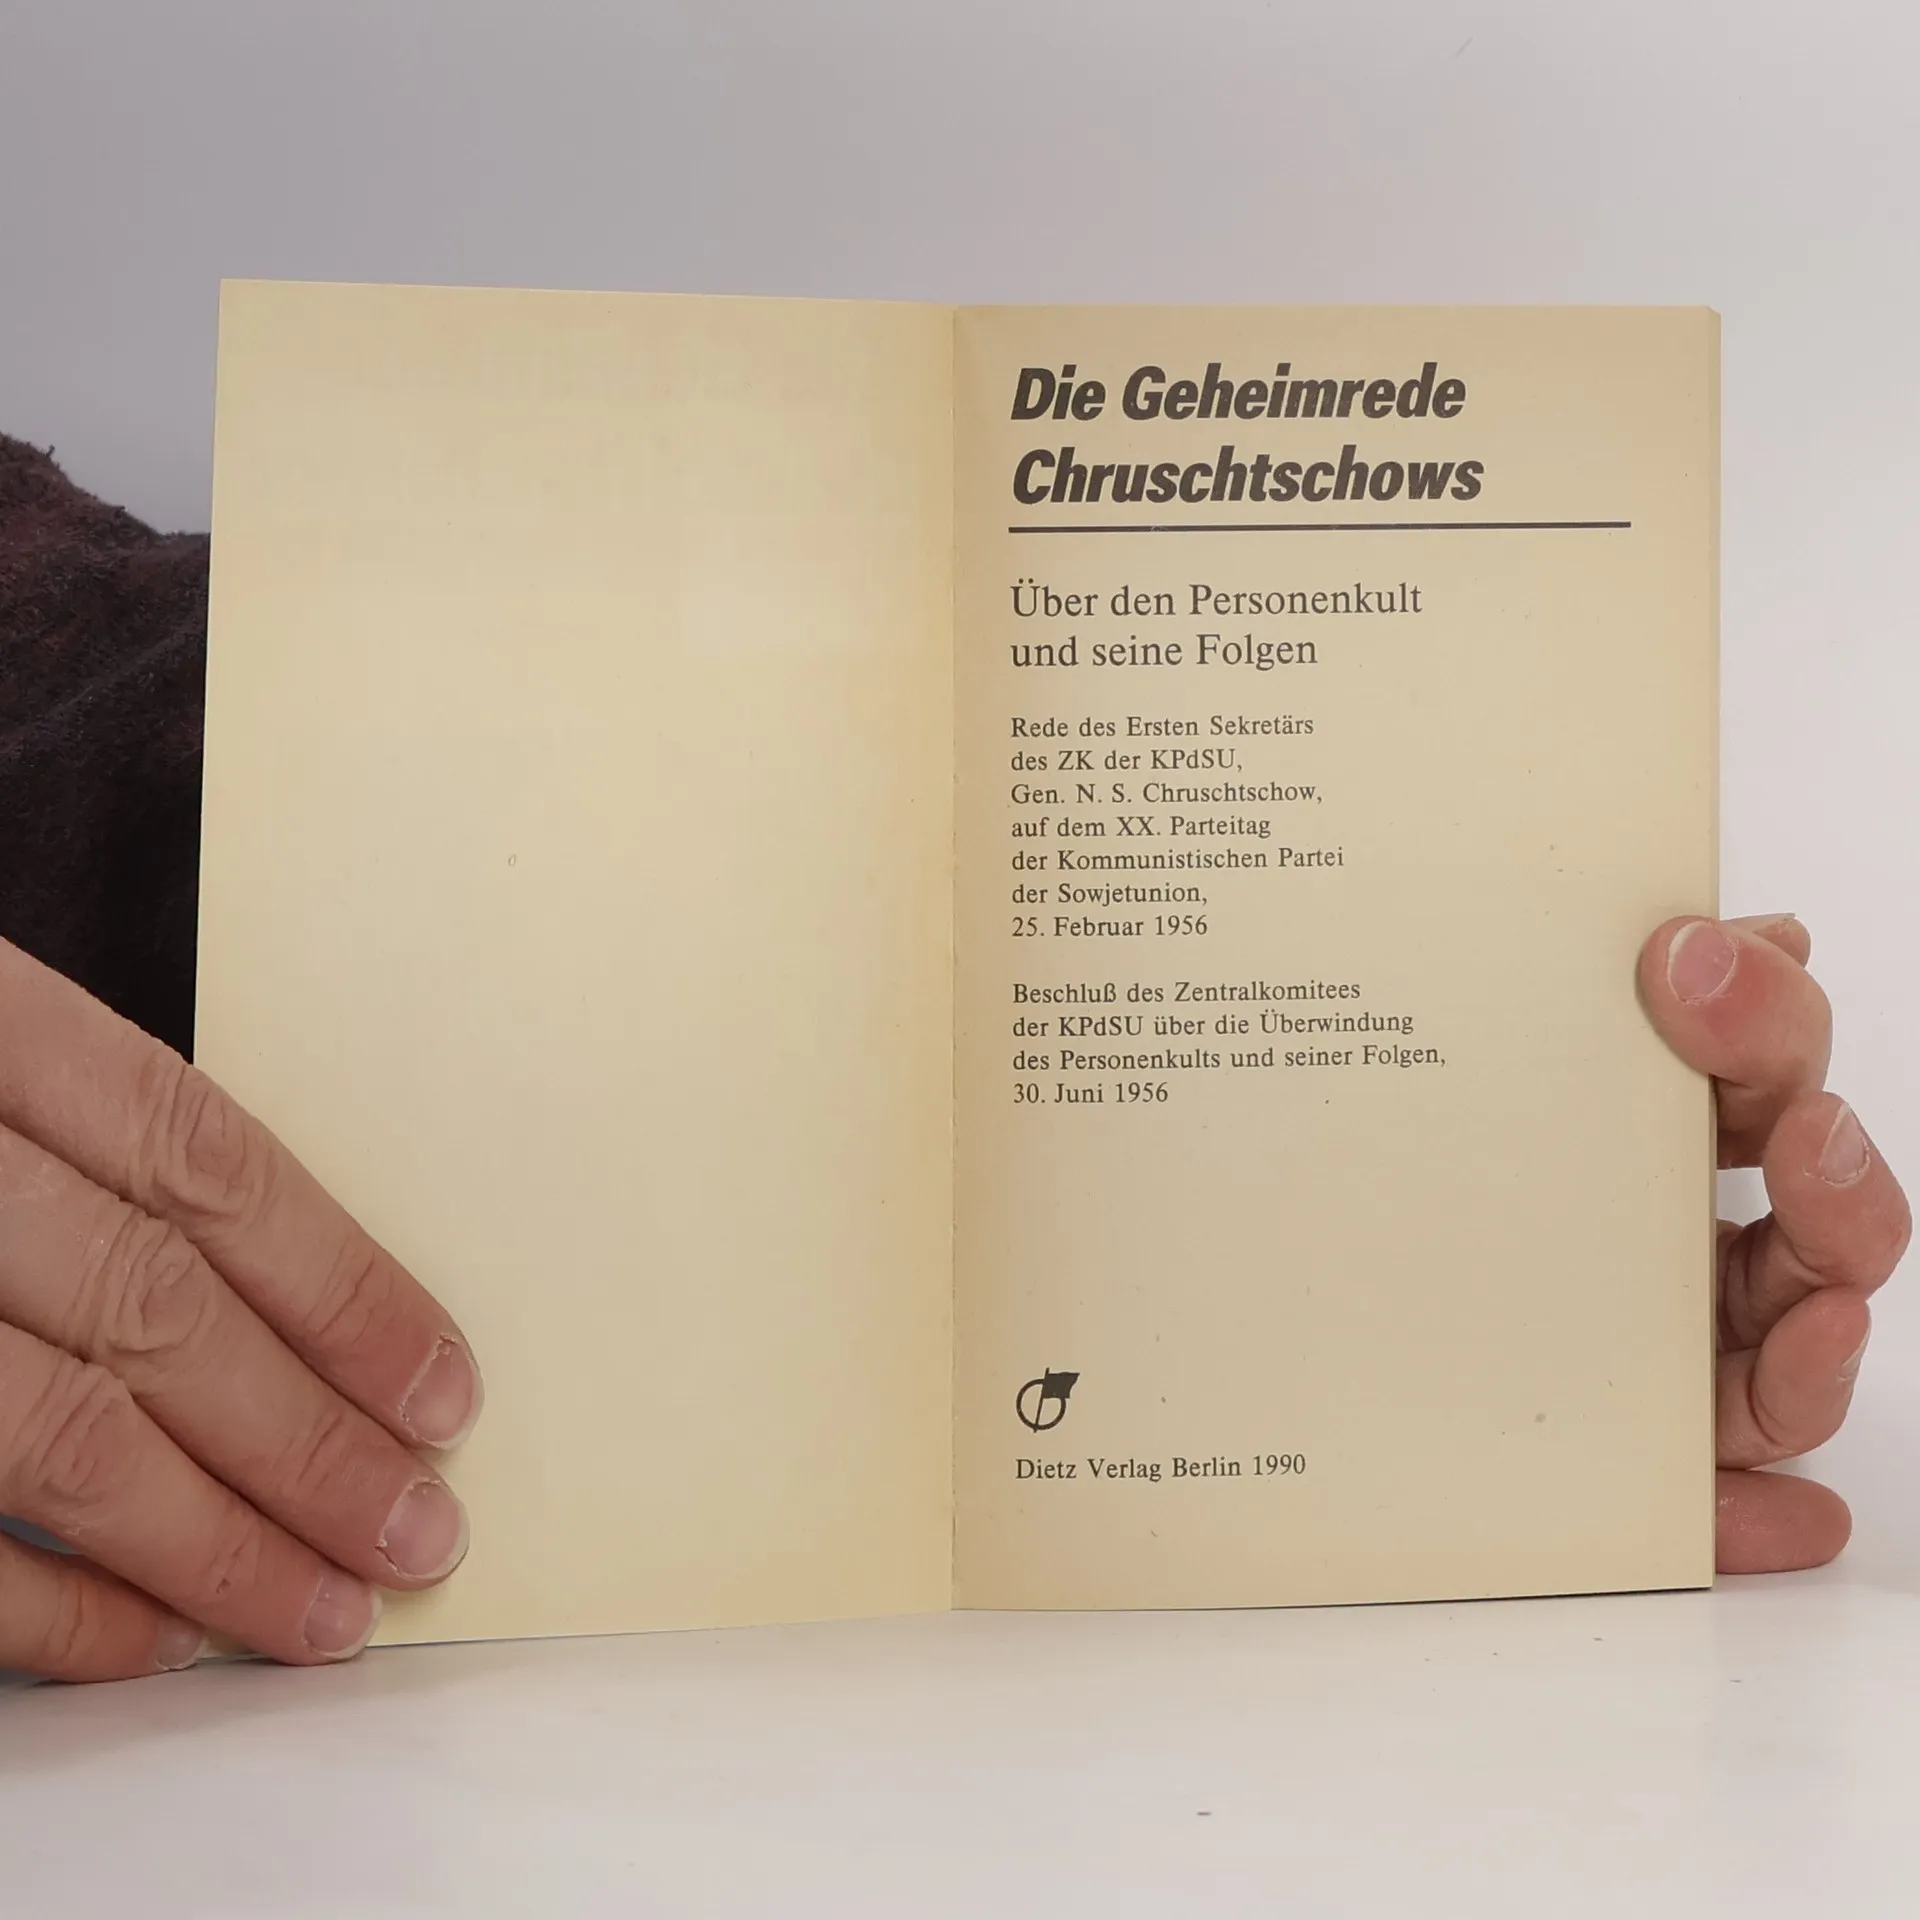 Die Geheimrede
Chruschtschows
Über den Personenkult
und seine Folgen
Rede des Ersten Sekretärs
des ZK der KPdSU,
Gen. N. S. Chruschtschow,
auf dem XX. Parteitag
der Kommunistischen Partei
der Sowjetunion,
25. Februar 1956
Beschluß des Zentralkomitees
der KPdSU über die Überwindung
des Personenkults und seiner Folgen,
30. Juni 1956
Dietz Verlag Berlin 1990